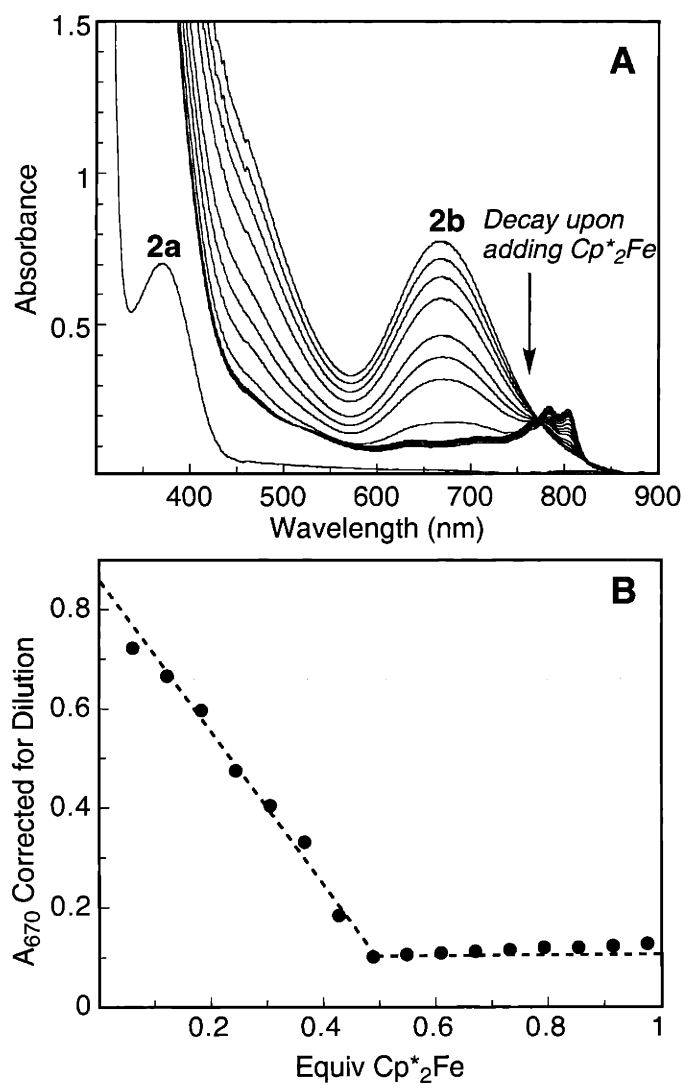 1.5
A
Absorbance
1
2a
2b
Decay upon
adding Cp*2Fe
0.5
400 500 600 700 800 900
Wavelength (nm)
B
0.8
A670 Corrected for Dilution
0.6
0.4
0.2
0
0.2 0.4 0.6 0.8 1
Equiv Cp*2Fe